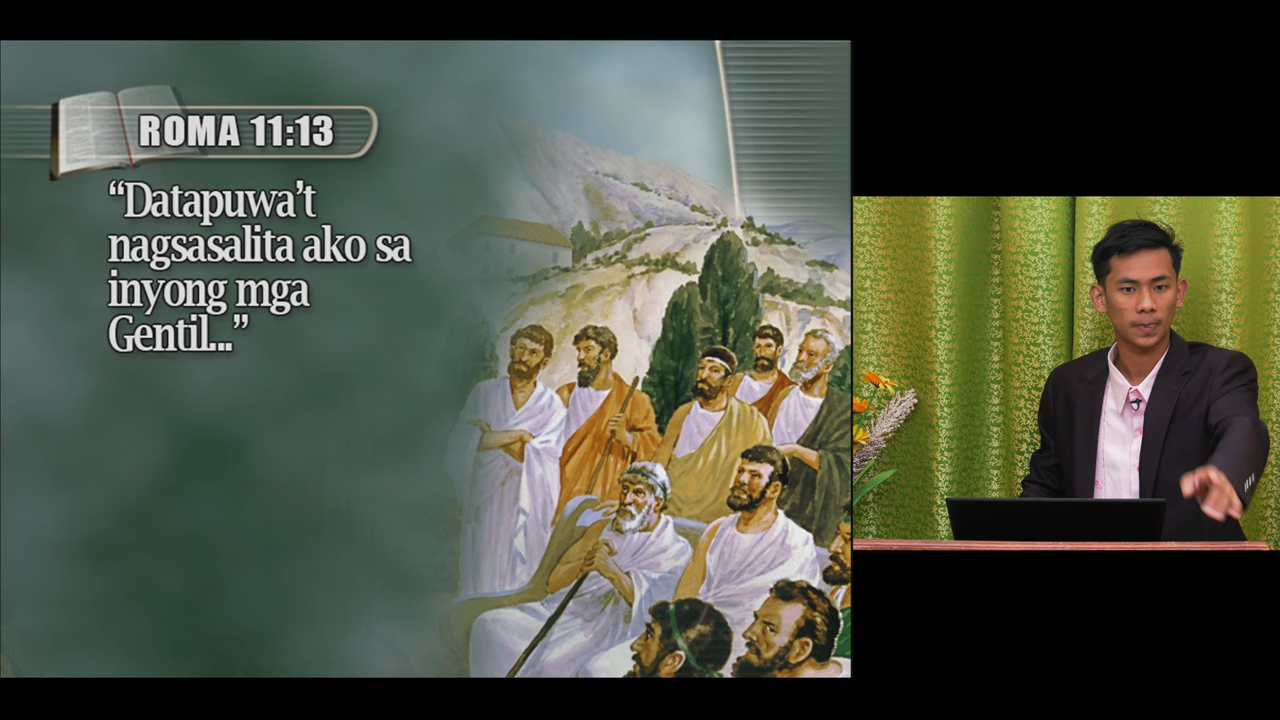 ROMA 11:13
“Datapuwa’t
nagsasalita ako sa
inyong mga
Gentil...”